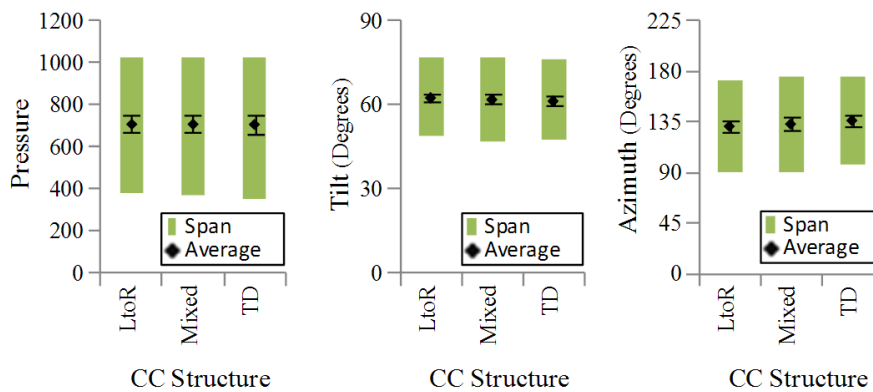 Pressure
1200
1000
800
600
400
200
0
Span
Average
LtoR
Mixed
TD
CC Structure
Tilt (Degrees)
90
60
30
0
Span
Average
LtoR
Mixed
TD
CC Structure
Azimuth (Degrees)
225
180
135
90
45
0
Span
Average
LtoR
Mixed
TD
CC Structure